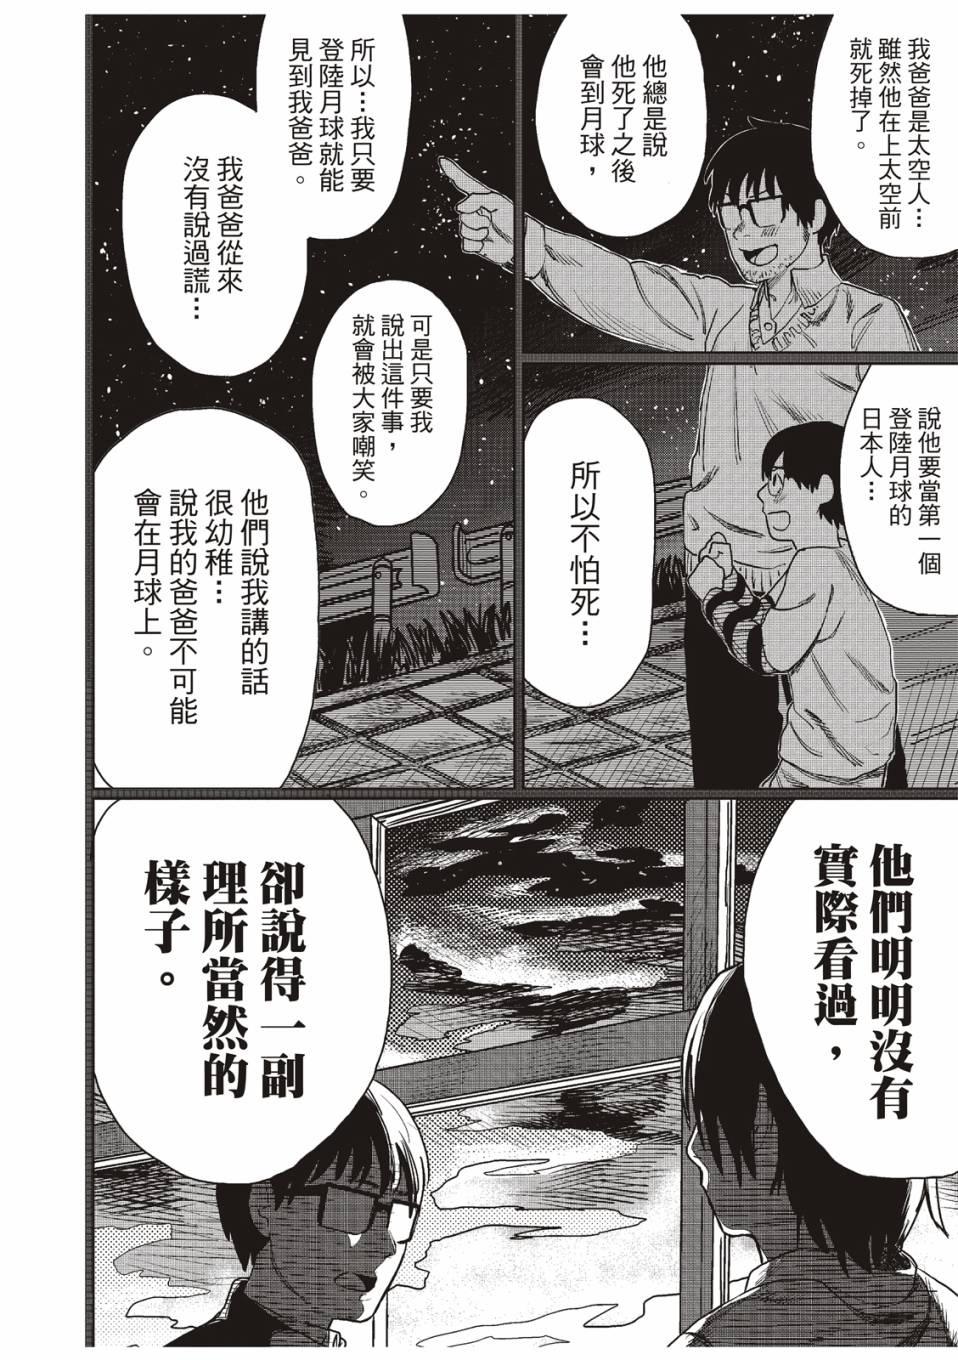 我爸爸是太空人…
雖然他在上太空前
就死掉了。
他總是說
他死了之後
會到月球，
說他要當第一個
登陸月球的
日本人…
所以不怕死…
所以…我只要
登陸月球就能
見到我爸爸。
我爸爸從來
沒有說過謊…
可是只要我
說出這件事，
就會被大家嘲笑。
他們說我講的話
很幼稚…
說我的爸爸不可能
會在月球上。
他們明明沒有
實際看過，
卻說得一副
理所當然的
樣子。